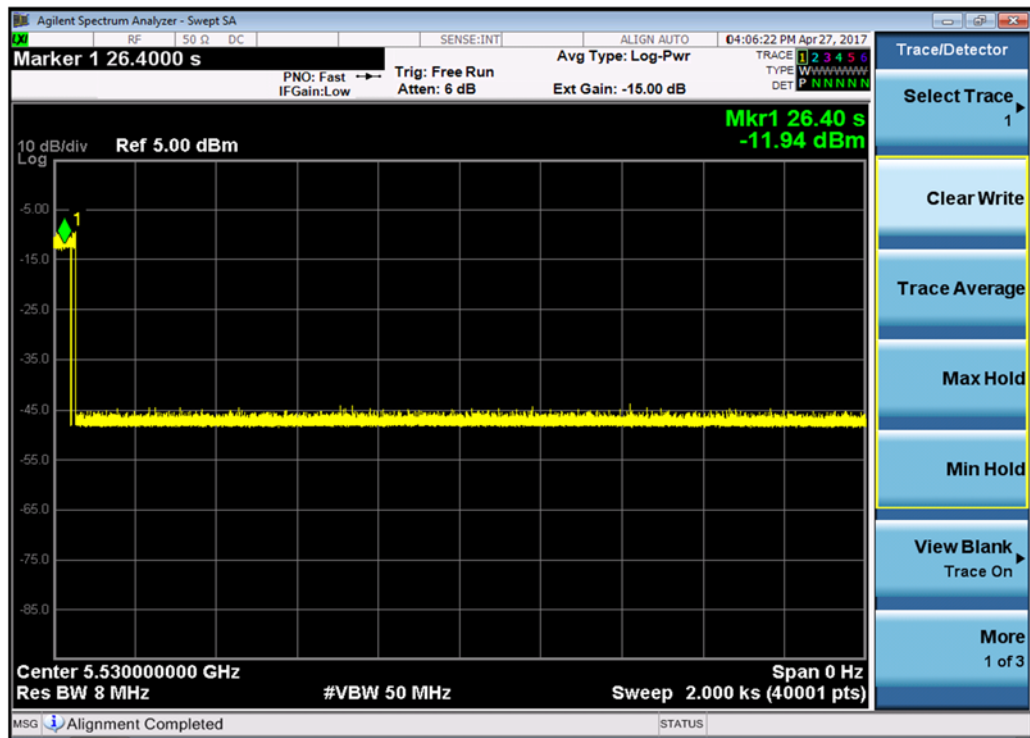 Agilent Spectrum Analyzer - Swept SA
LXI RF 50 Ω DC SENSE:INT ALIGN AUTO 04:06:22 PM Apr 27, 2017
Marker 1 26.4000 s
PNO: Fast
IFGain:Low
Trig: Free Run
Atten: 6 dB
Avg Type: Log-Pwr
Ext Gain: -15.00 dB
TRACE 1 2 3 4 5 6
TYPE WWWWWW
DET P N N N N N
Mkr1 26.40 s
-11.94 dBm
10 dB/div Ref 5.00 dBm
Log
-5.00
1
-15.0
-25.0
-35.0
-45.0
-55.0
-65.0
-75.0
-85.0
Center 5.530000000 GHz Span 0 Hz
Res BW 8 MHz #VBW 50 MHz Sweep 2.000 ks (40001 pts)
MSG Alignment Completed STATUS
Trace/Detector
Select Trace
1
Clear Write
Trace Average
Max Hold
Min Hold
View Blank
Trace On
More
1 of 3